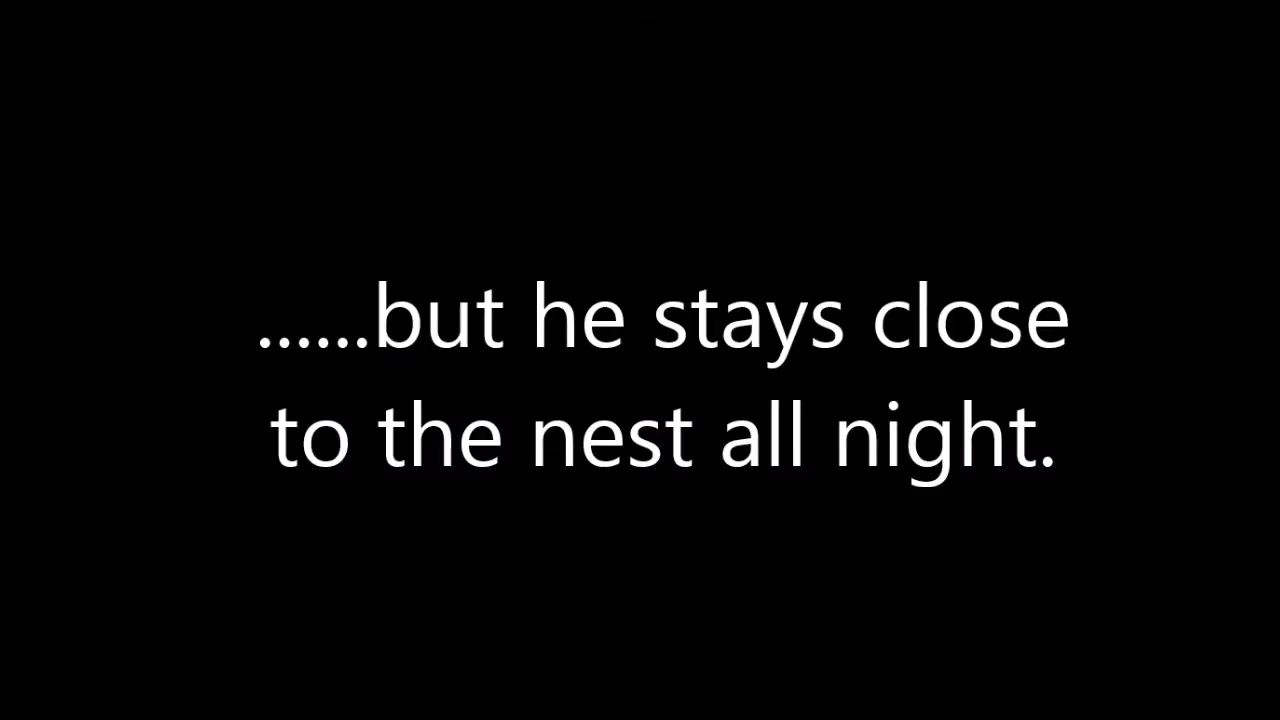 ......but he stays close
to the nest all night.